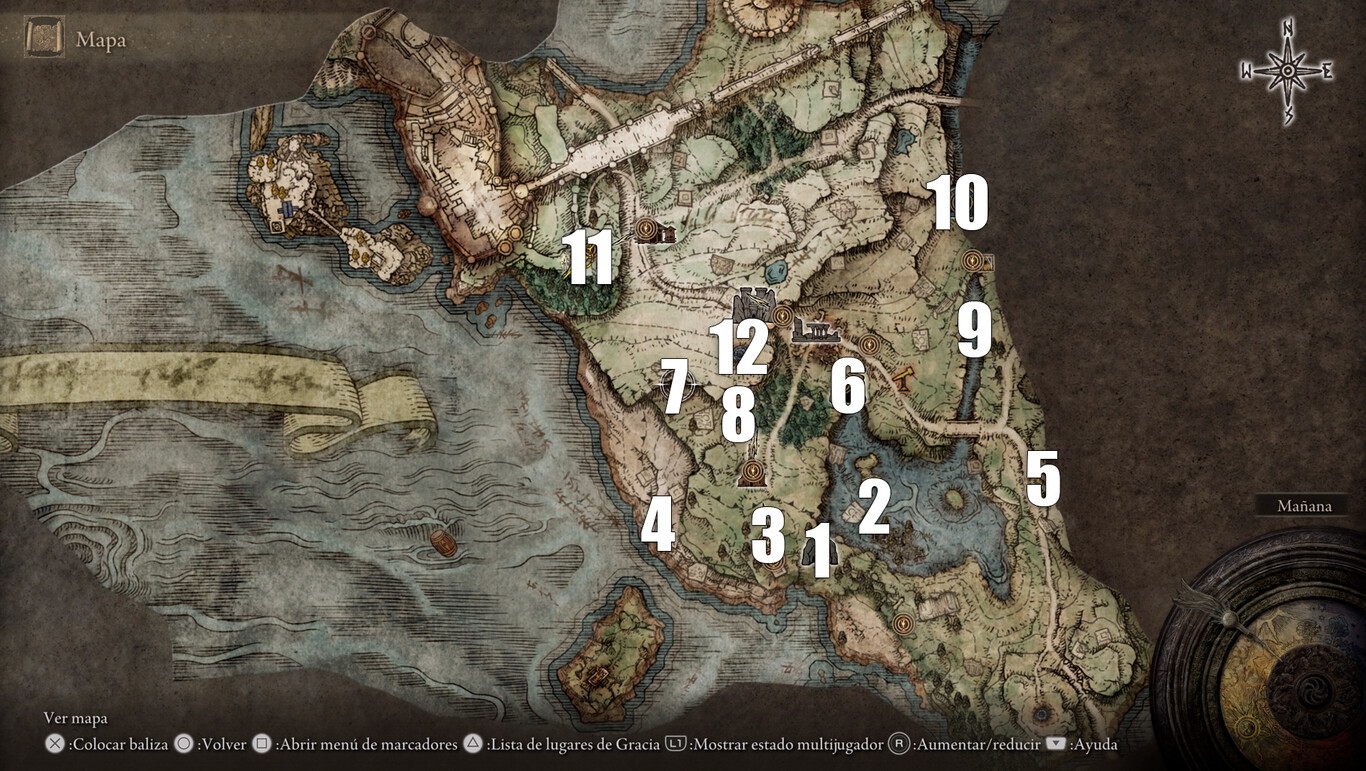 Mapa
N
W E
S
10
11
9
12
7
6
8
5
2
4
3
1
Mañana
Ver mapa
:Colocar baliza :Volver :Abrir menú de marcadores :Lista de lugares de Gracia L1 :Mostrar estado multijugador R :Aumentar/reducir :Ayuda